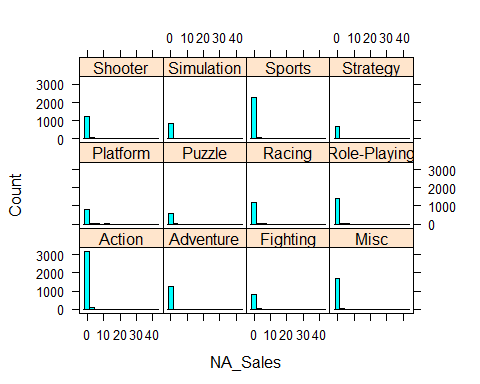 0 10 20 30 40 0 10 20 30 40
Shooter Simulation Sports Strategy
3000
2000
1000
0
Platform Puzzle Racing Role-Playing
3000
2000
1000
0
Count
Action Adventure Fighting Misc
3000
2000
1000
0
0 10 20 30 40 0 10 20 30 40
NA_Sales